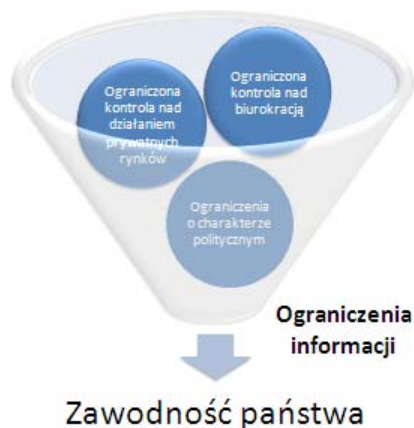 Ograniczona
kontrola nad
działaniem
prywatnych
rynków
Ograniczona
kontrola nad
biurokracją
Ograniczenia
o charakterze
politycznym
Ograniczenia
informacji
Zawodność państwa